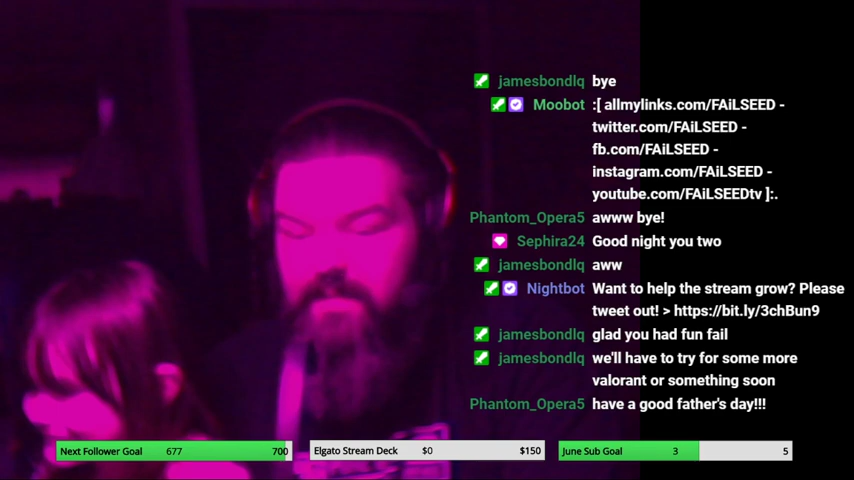 jamesbondlq bye
Moobot :[ allmylinks.com/FAiLSEED -
twitter.com/FAiLSEED -
fb.com/FAiLSEED -
instagram.com/FAiLSEED -
youtube.com/FAiLSEEDtv ]:.
Phantom_Opera5 awww bye!
Sephira24 Good night you two
jamesbondlq aww
Nightbot Want to help the stream grow? Please
tweet out! > https://bit.ly/3chBun9
jamesbondlq glad you had fun fail
jamesbondlq we'll have to try for some more
valorant or something soon
Phantom_Opera5 have a good father's day!!!
Next Follower Goal 677 700 Elgato Stream Deck $0 $150 June Sub Goal 3 5